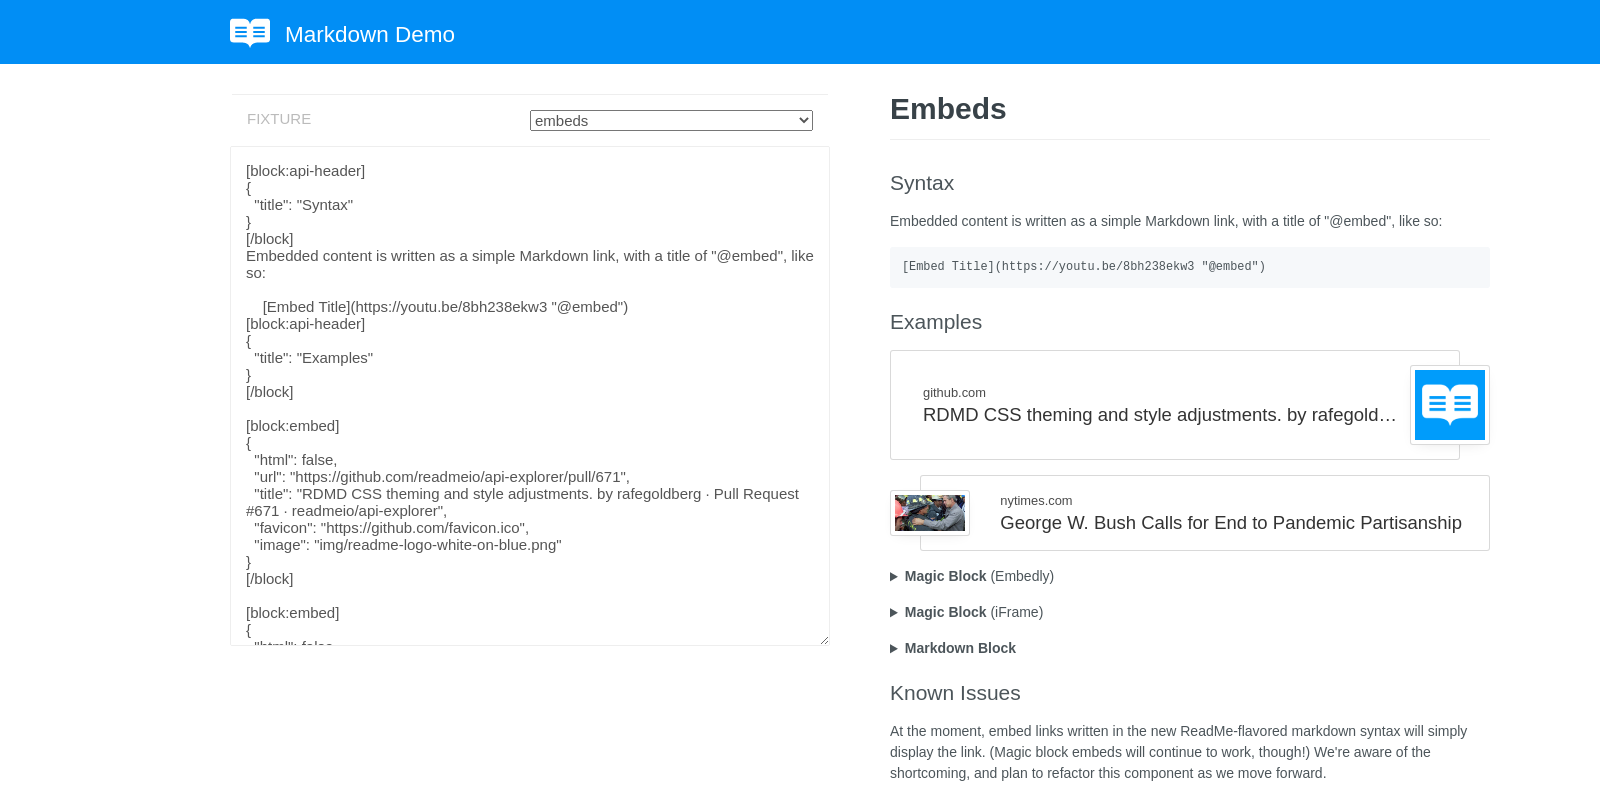 Markdown Demo
FIXTURE
embeds
[block:api-header]
{
  "title": "Syntax"
}
[/block]
Embedded content is written as a simple Markdown link, with a title of "@embed", like
so:
    [Embed Title](https://youtu.be/8bh238ekw3 "@embed")
[block:api-header]
{
  "title": "Examples"
}
[/block]
[block:embed]
{
  "html": false,
  "url": "https://github.com/readmeio/api-explorer/pull/671",
  "title": "RDMD CSS theming and style adjustments. by rafegoldberg · Pull Request
#671 · readmeio/api-explorer",
  "favicon": "https://github.com/favicon.ico",
  "image": "img/readme-logo-white-on-blue.png"
}
[/block]
[block:embed]
{
  "html": false,
Embeds
Syntax
Embedded content is written as a simple Markdown link, with a title of "@embed", like so:
[Embed Title](https://youtu.be/8bh238ekw3 "@embed")
Examples
github.com
RDMD CSS theming and style adjustments. by rafegold…
nytimes.com
George W. Bush Calls for End to Pandemic Partisanship
Magic Block (Embedly)
Magic Block (iFrame)
Markdown Block
Known Issues
At the moment, embed links written in the new ReadMe-flavored markdown syntax will simply
display the link. (Magic block embeds will continue to work, though!) We're aware of the
shortcoming, and plan to refactor this component as we move forward.